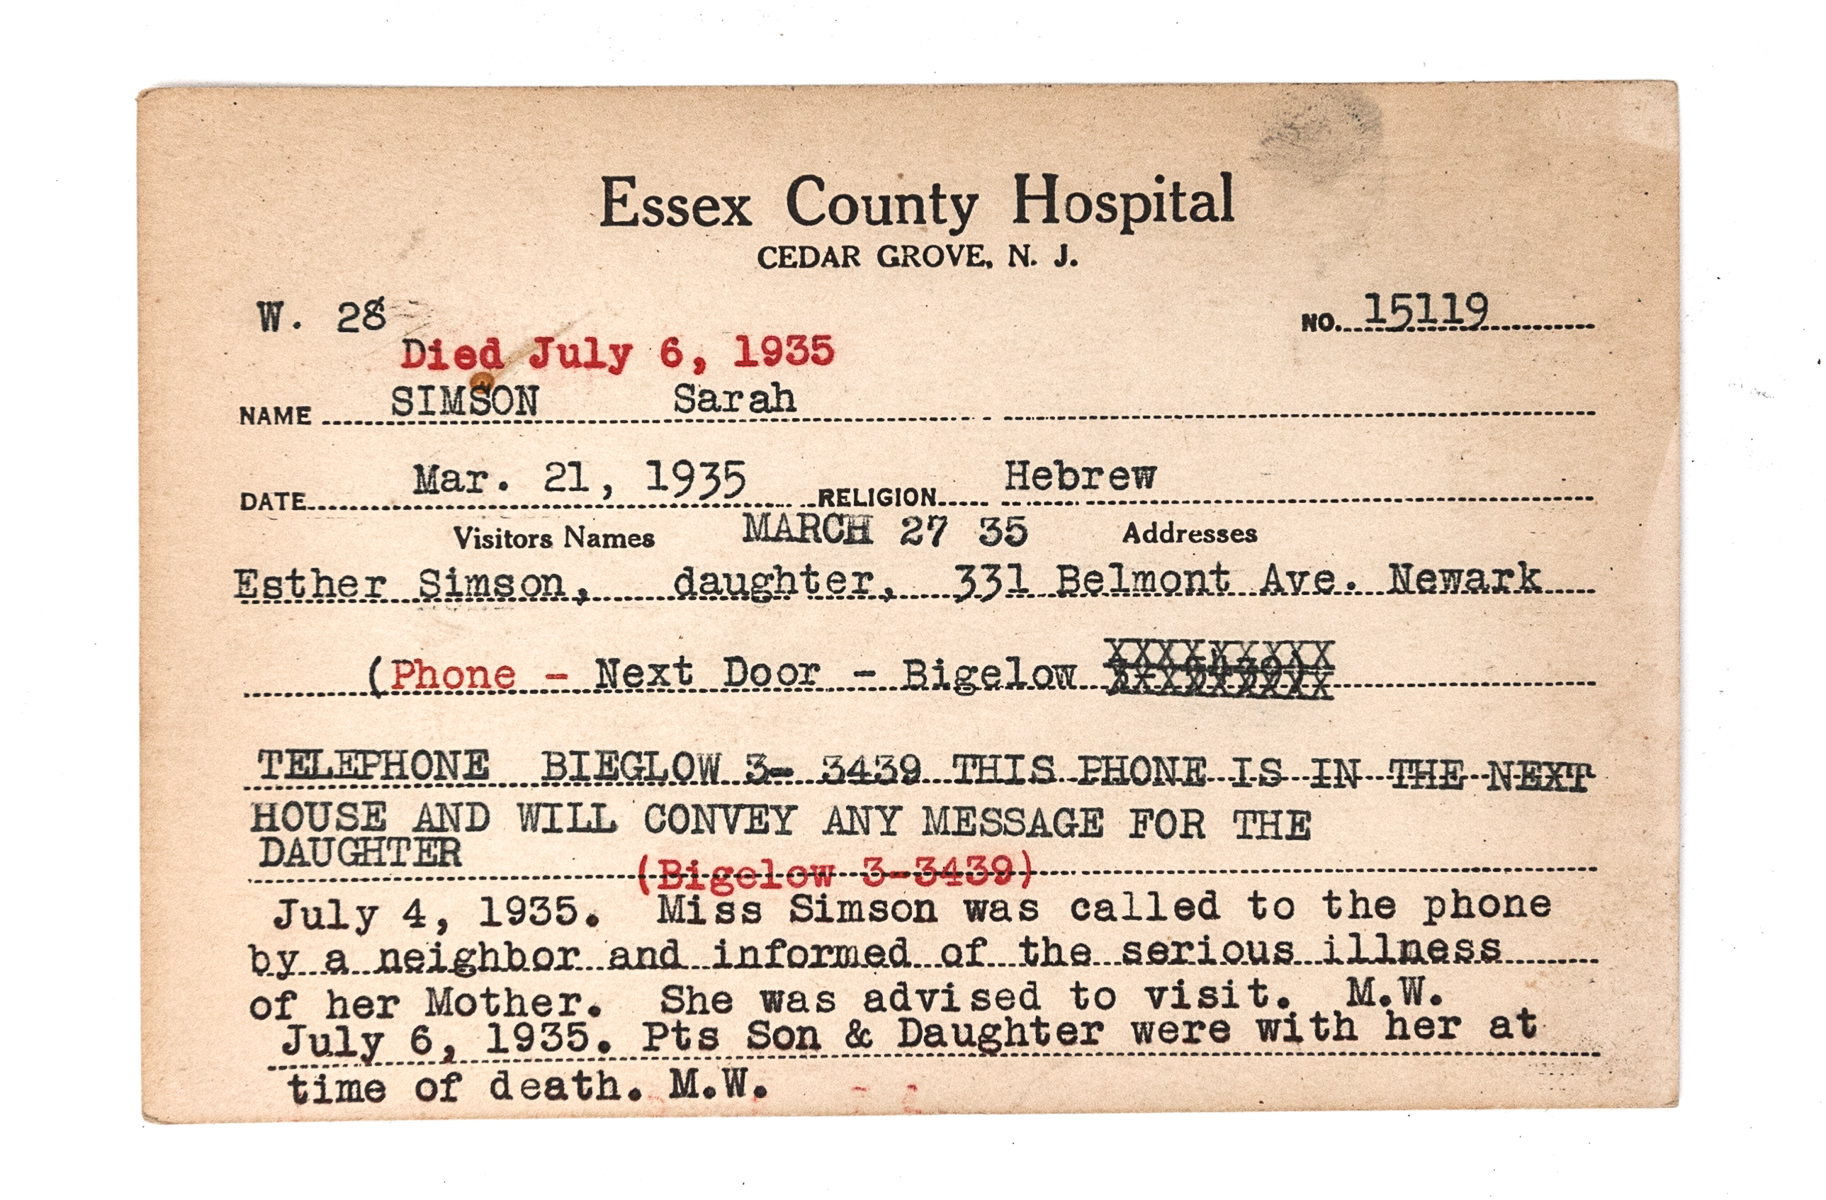 Essex County Hospital
CEDAR GROVE, N. J.
W. 28
NO. 15119
Died July 6, 1935
NAME SIMSON Sarah
DATE Mar. 21, 1935 RELIGION Hebrew
Visitors Names MARCH 27 35 Addresses
Esther Simson, daughter, 331 Belmont Ave. Newark
(Phone - Next Door - Bigelow
TELEPHONE BIEGLOW 3- 3439 THIS PHONE IS IN THE NEXT
HOUSE AND WILL CONVEY ANY MESSAGE FOR THE
DAUGHTER
(Bigelow 3-3439)
July 4, 1935. Miss Simson was called to the phone
by a neighbor and informed of the serious illness
of her Mother. She was advised to visit. M.W.
July 6, 1935. Pts Son & Daughter were with her at
time of death. M.W.